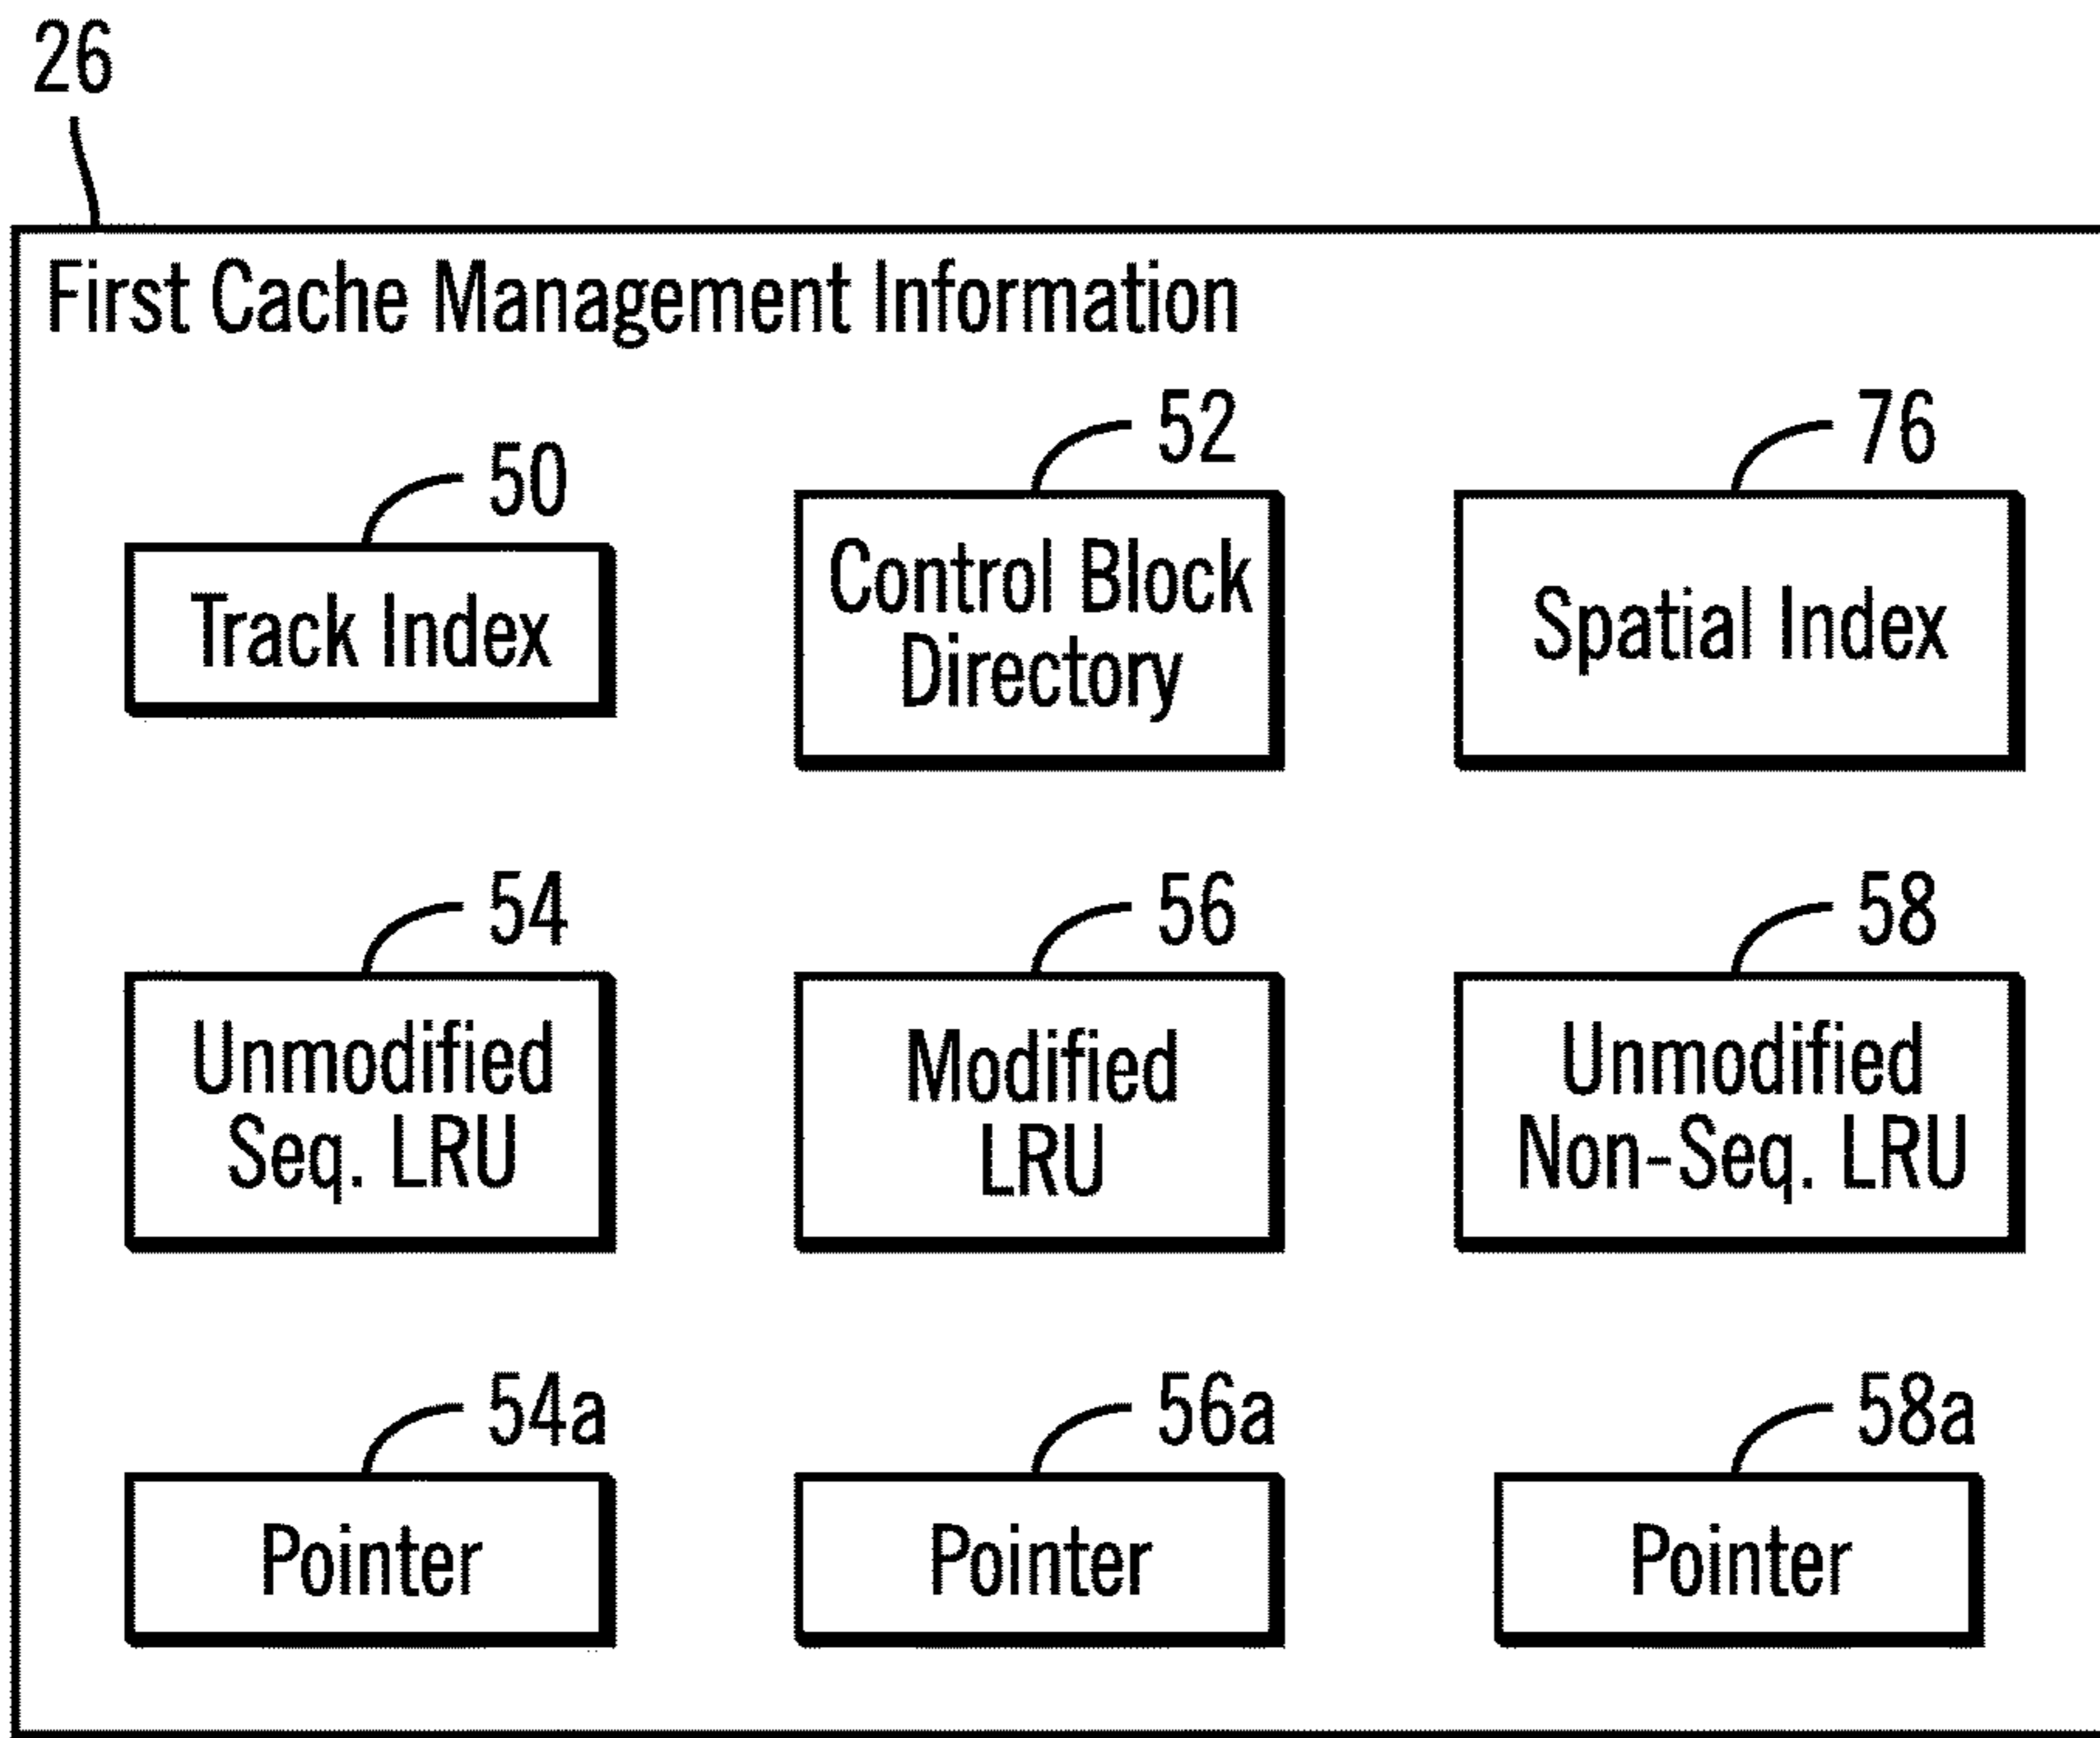 26
First Cache Management Information
50
52
76
Track Index
Control Block
Directory
Spatial Index
54
56
58
Unmodified
Seq. LRU
Modified
LRU
Unmodified
Non-Seq. LRU
54a
56a
58a
Pointer
Pointer
Pointer